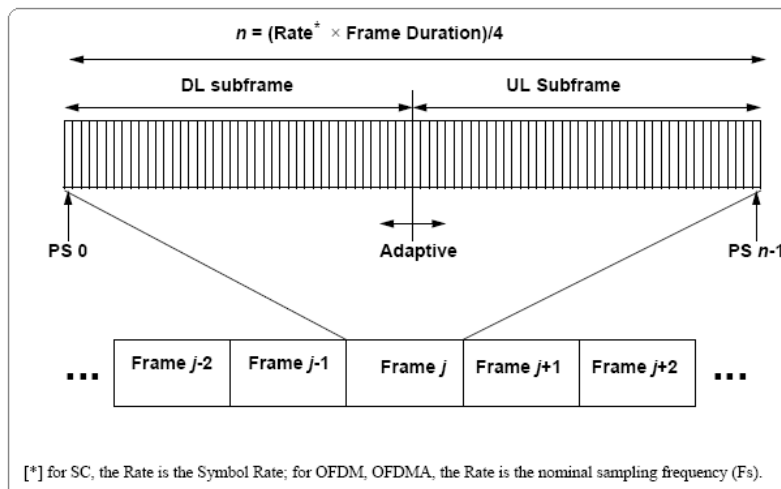 n = (Rate* × Frame Duration)/4
DL subframe UL Subframe
PS 0 Adaptive PS n-1
... Frame j-2 Frame j-1 Frame j Frame j+1 Frame j+2 ...
[*] for SC, the Rate is the Symbol Rate; for OFDM, OFDMA, the Rate is the nominal sampling frequency (Fs).